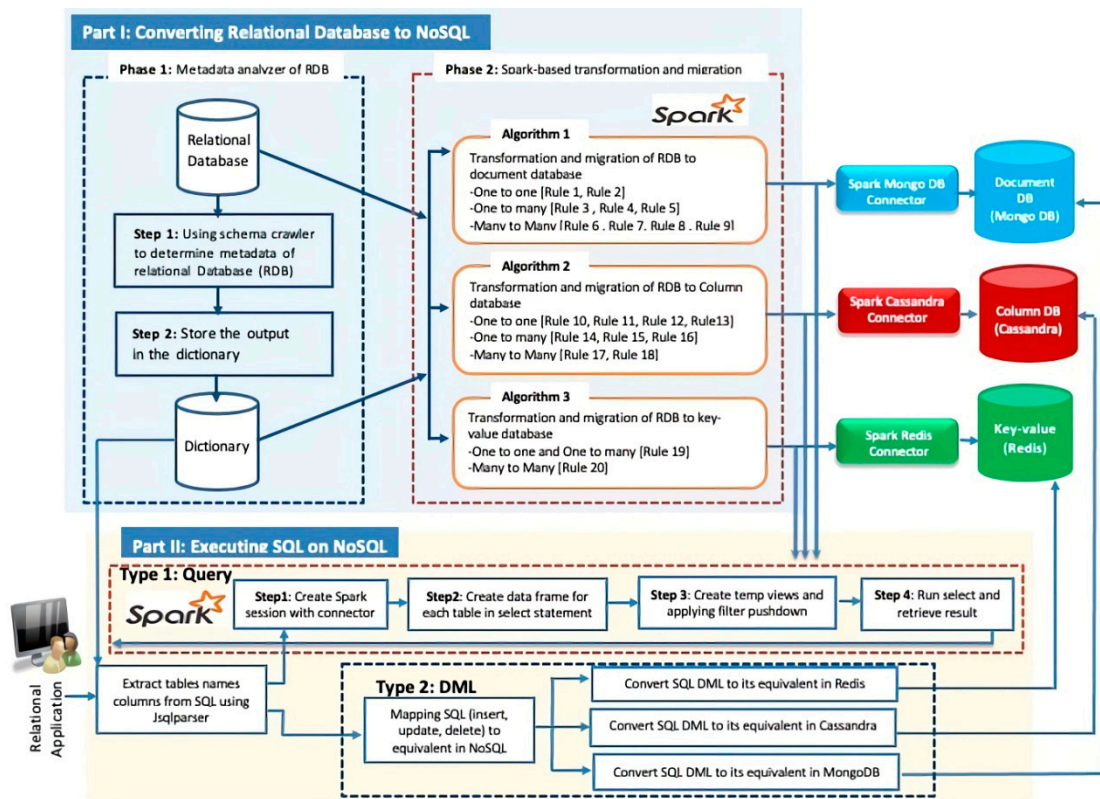 Part I: Converting Relational Database to NoSQL
Phase 1: Metadata analyzer of RDB
Relational
Database
Step 1: Using schema crawler
to determine metadata of
relational Database (RDB)
Step 2: Store the output
in the dictionary
Dictionary
Phase 2: Spark-based transformation and migration
Spark
Algorithm 1
Transformation and migration of RDB to
document database
-One to one [Rule 1, Rule 2]
-One to many [Rule 3 , Rule 4, Rule 5]
-Many to Many [Rule 6 , Rule 7, Rule 8 , Rule 9]
Algorithm 2
Transformation and migration of RDB to Column
database
-One to one [Rule 10, Rule 11, Rule 12, Rule13]
-One to many [Rule 14, Rule 15, Rule 16]
-Many to Many [Rule 17, Rule 18]
Algorithm 3
Transformation and migration of RDB to key-
value database
-One to one and One to many [Rule 19]
-Many to Many [Rule 20]
Spark Mongo DB
Connector
Document
DB
(Mongo DB)
Spark Cassandra
Connector
Column DB
(Cassandra)
Spark Redis
Connector
Key-value
(Redis)
Part II: Executing SQL on NoSQL
Type 1: Query
Spark
Step1: Create Spark
session with connector
Step2: Create data frame for
each table in select statement
Step 3: Create temp views and
applying filter pushdown
Step 4: Run select and
retrieve result
Relational
Application
Extract tables names
columns from SQL using
Jsqlparser
Type 2: DML
Mapping SQL (insert,
update, delete) to
equivalent in NoSQL
Convert SQL DML to its equivalent in Redis
Convert SQL DML to its equivalent in Cassandra
Convert SQL DML to its equivalent in MongoDB